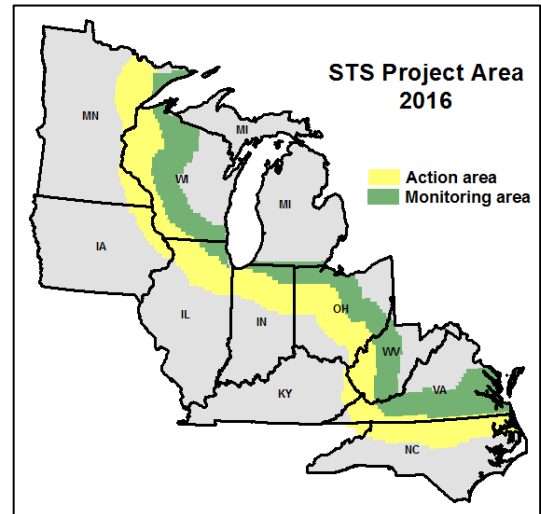 STS Project Area
2016
MN
MI
Action area
Monitoring area
WI
MI
IA
IL
IN
OH
WV
KY
VA
NC